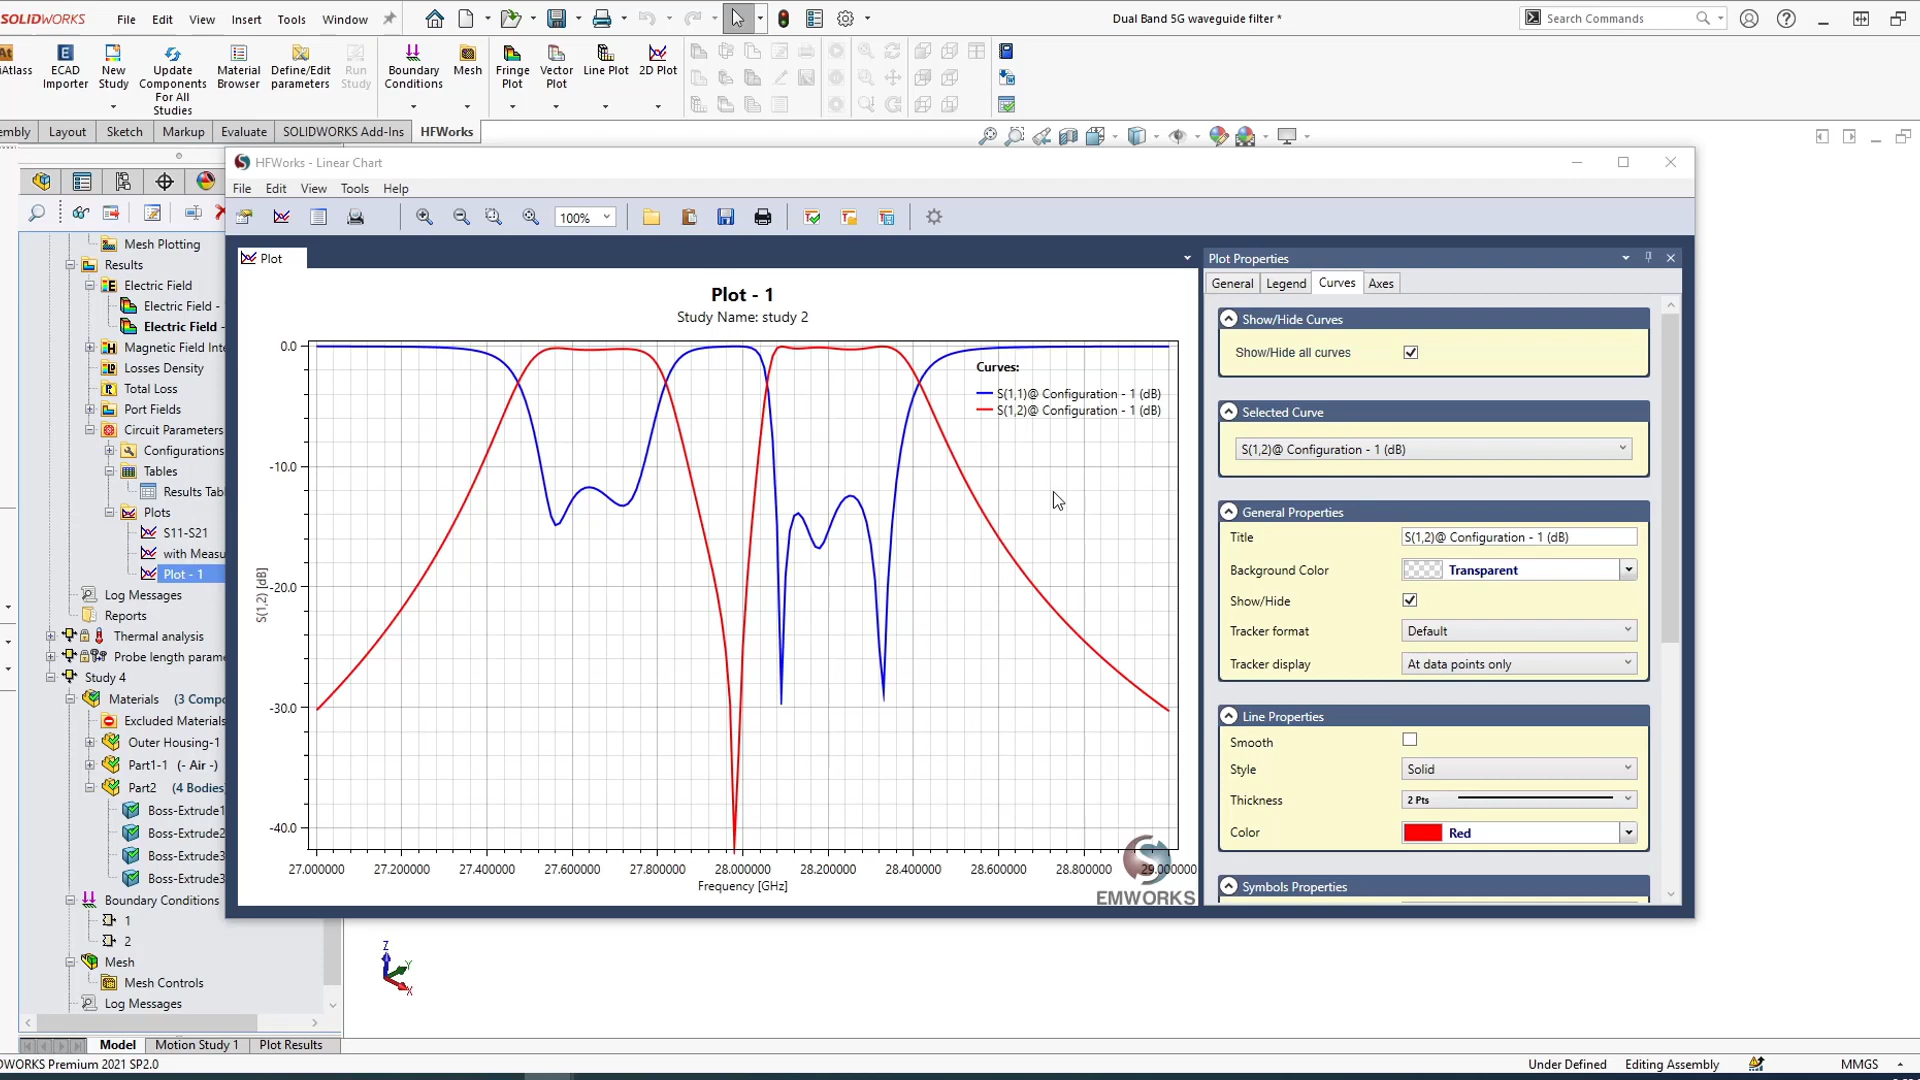 SOLIDWORKS File Edit View Insert Tools Window
Dual Band 5G waveguide filter *
Search Commands
ECAD Importer
New Study
Update Components For All Studies
Material Browser
Define/Edit parameters
Run Study
Boundary Conditions
Mesh
Fringe Plot
Vector Plot
Line Plot
2D Plot
Layout Sketch Markup Evaluate SOLIDWORKS Add-Ins HFWorks
HFWorks - Linear Chart
File Edit View Tools Help
100%
Mesh Plotting
Results
Electric Field
Electric Field -
Electric Field -
Magnetic Field Inte
Losses Density
Total Loss
Port Fields
Circuit Parameters
Configurations
Tables
Results Tab
Plots
S11-S21
with Measu
Plot - 1
Log Messages
Reports
Thermal analysis
Probe length parame
Study 4
Materials (3 Compo
Excluded Materials
Outer Housing-1
Part1-1 (- Air -)
Part2 (4 Bodies)
Boss-Extrude1
Boss-Extrude2
Boss-Extrude3
Boss-Extrude3
Boundary Conditions
1
2
Mesh
Mesh Controls
Log Messages
Plot
Plot - 1
Study Name: study 2
0.0
-10.0
-20.0
-30.0
-40.0
S(1,2) [dB]
Curves:
S(1,1)@ Configuration - 1 (dB)
S(1,2)@ Configuration - 1 (dB)
27.000000 27.200000 27.400000 27.600000 27.800000 28.000000 28.200000 28.400000 28.600000 28.800000 29.000000
Frequency [GHz]
EMWORKS
Plot Properties
General Legend Curves Axes
Show/Hide Curves
Show/Hide all curves
Selected Curve
S(1,2)@ Configuration - 1 (dB)
General Properties
Title S(1,2)@ Configuration - 1 (dB)
Background Color Transparent
Show/Hide
Tracker format Default
Tracker display At data points only
Line Properties
Smooth
Style Solid
Thickness 2 Pts
Color Red
Symbols Properties
Z
Y
X
Model Motion Study 1 Plot Results
Premium 2021 SP2.0
Under Defined Editing Assembly MMGS